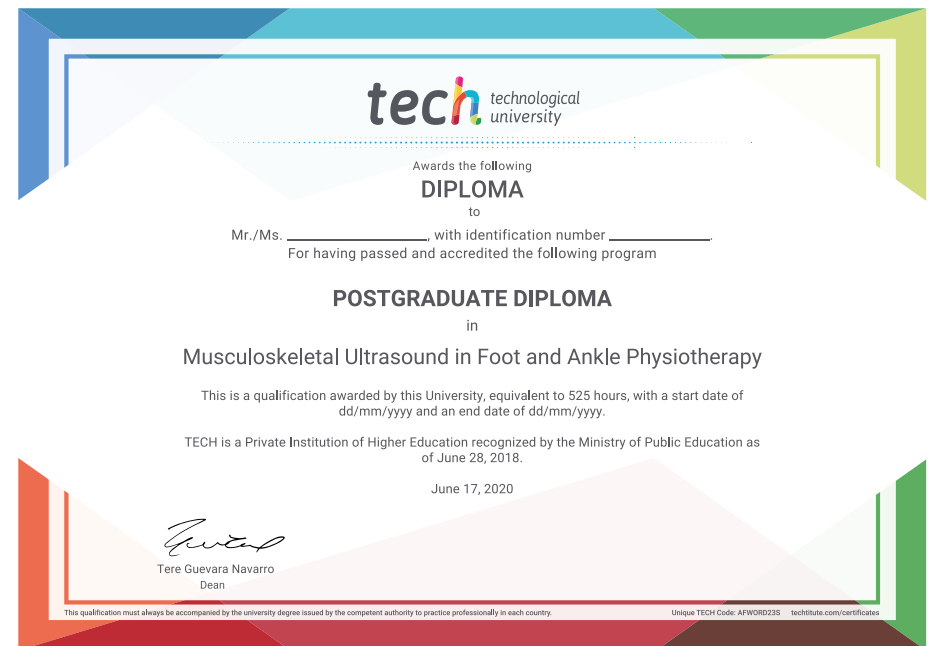 tech technological
university
Awards the following
DIPLOMA
to
Mr./Ms. ____________________, with identification number ______________.
For having passed and accredited the following program
POSTGRADUATE DIPLOMA
in
Musculoskeletal Ultrasound in Foot and Ankle Physiotherapy
This is a qualification awarded by this University, equivalent to 525 hours, with a start date of
dd/mm/yyyy and an end date of dd/mm/yyyy.
TECH is a Private Institution of Higher Education recognized by the Ministry of Public Education as
of June 28, 2018.
June 17, 2020
Tere Guevara Navarro
Dean
This qualification must always be accompanied by the university degree issued by the competent authority to practice professionally in each country. Unique TECH Code: AFWORD23S techtitute.com/certificates